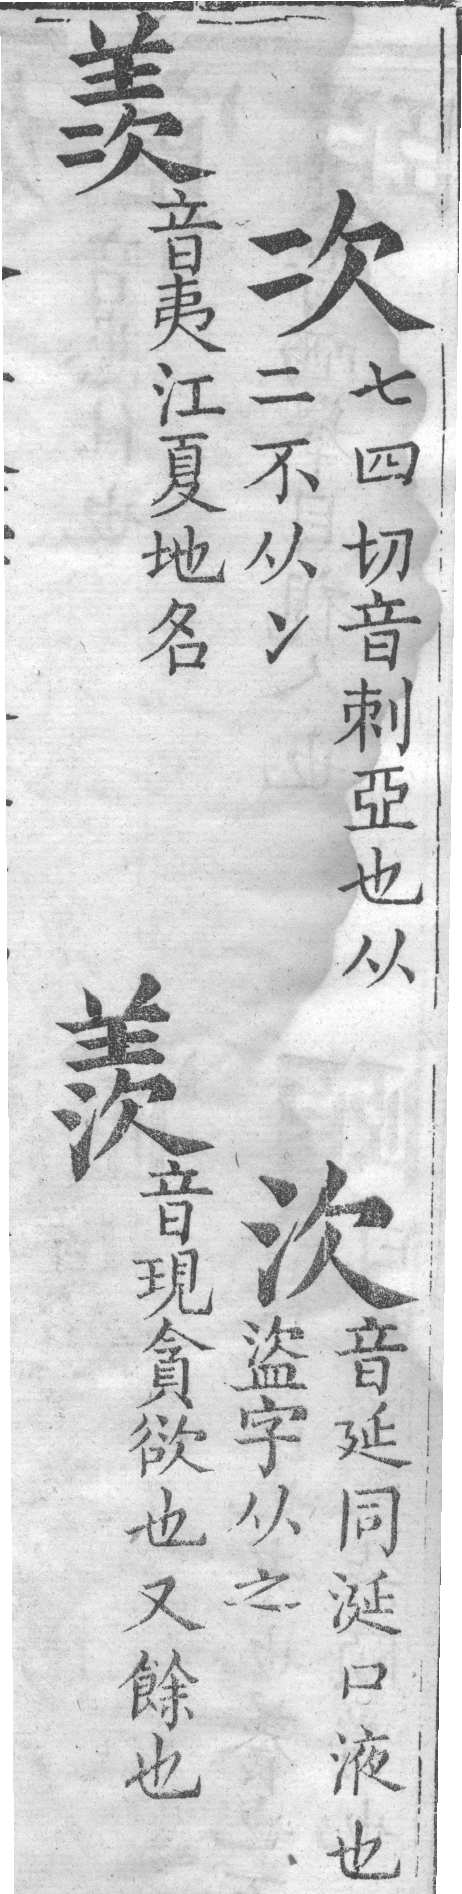 次
七四切音刺亞也从
二不从冫
㳄
音延同涎口液也
盜字从之
羡
音夷江夏地名
羨
音現貪欲也又餘也